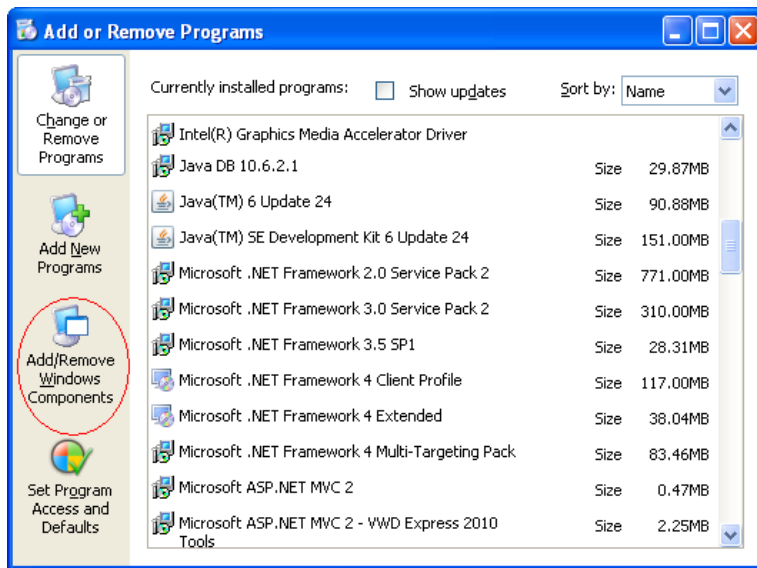 Add or Remove Programs
Change or
Remove
Programs
Add New
Programs
Add/Remove
Windows
Components
Set Program
Access and
Defaults
Currently installed programs: Show updates Sort by: Name
Intel(R) Graphics Media Accelerator Driver
Java DB 10.6.2.1 Size 29.87MB
Java(TM) 6 Update 24 Size 90.88MB
Java(TM) SE Development Kit 6 Update 24 Size 151.00MB
Microsoft .NET Framework 2.0 Service Pack 2 Size 771.00MB
Microsoft .NET Framework 3.0 Service Pack 2 Size 310.00MB
Microsoft .NET Framework 3.5 SP1 Size 28.31MB
Microsoft .NET Framework 4 Client Profile Size 117.00MB
Microsoft .NET Framework 4 Extended Size 38.04MB
Microsoft .NET Framework 4 Multi-Targeting Pack Size 83.46MB
Microsoft ASP.NET MVC 2 Size 0.47MB
Microsoft ASP.NET MVC 2 - VWD Express 2010 Size 2.25MB
Tools